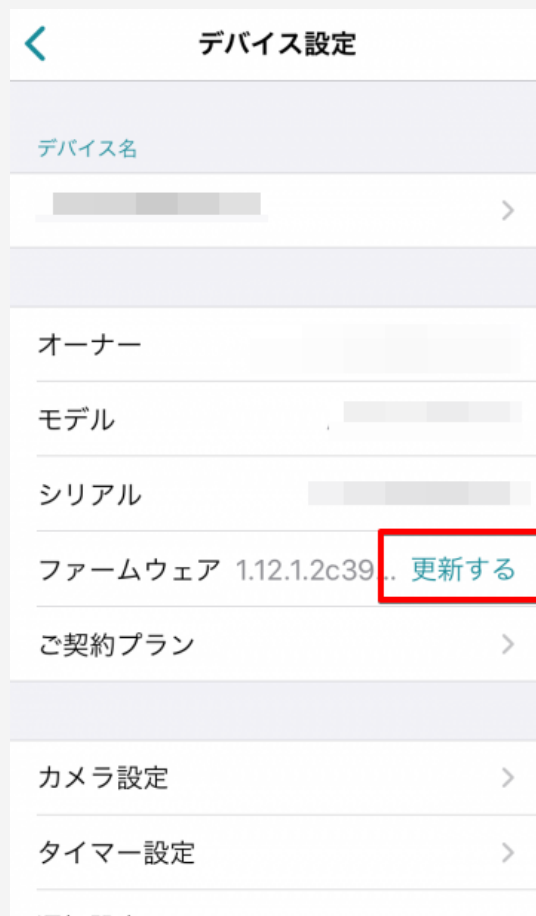 デバイス設定
デバイス名
オーナー
モデル
シリアル
ファームウェア 1.12.1.2c39... 更新する
ご契約プラン
カメラ設定
タイマー設定